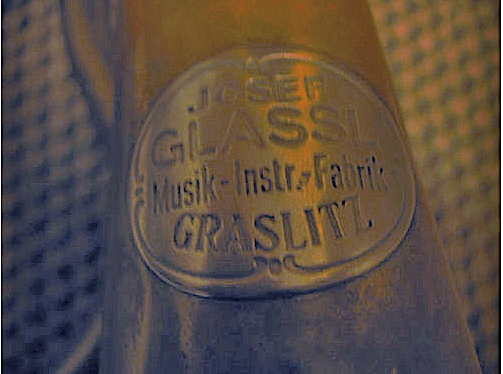 JOSEF
GLASSL
Musik-Instr.-Fabrik
GRASLITZ